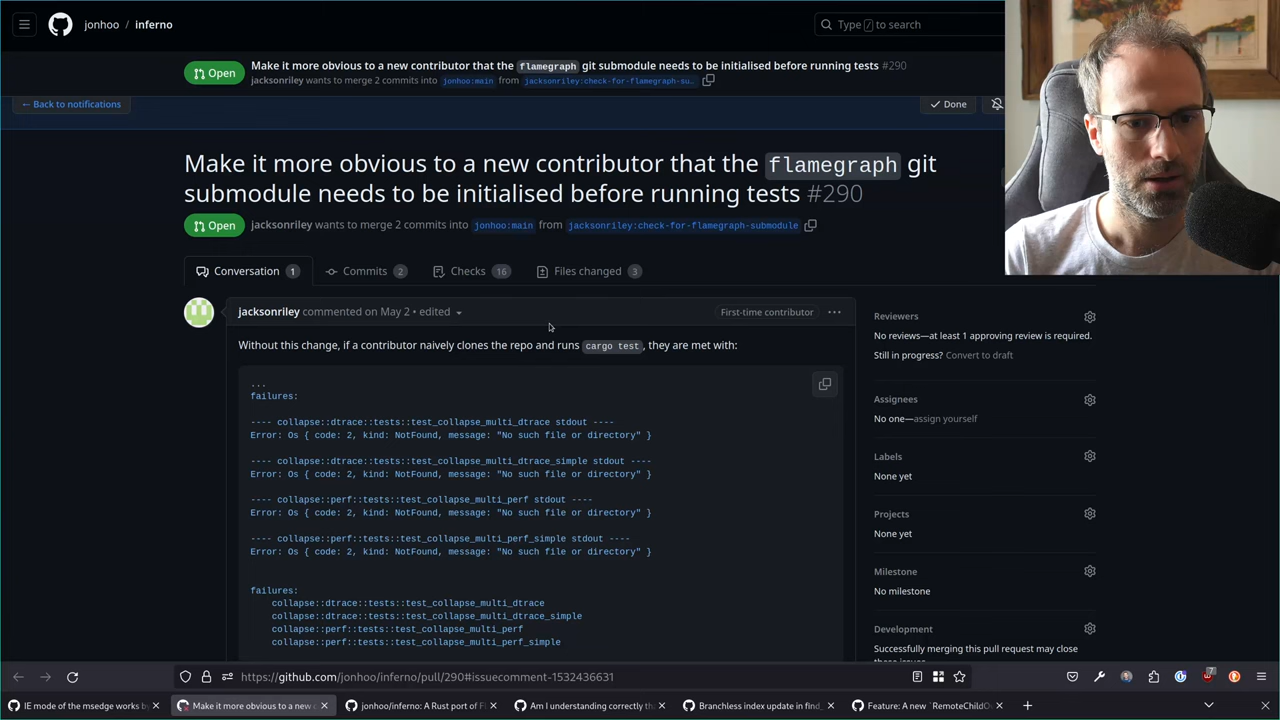 jonhoo / inferno
Type / to search
Open
Make it more obvious to a new contributor that the flamegraph git submodule needs to be initialised before running tests #290
jacksonriley wants to merge 2 commits into jonhoo:main from jacksonriley:check-for-flamegraph-su…
← Back to notifications
Done
Make it more obvious to a new contributor that the flamegraph git
submodule needs to be initialised before running tests #290
Open
jacksonriley wants to merge 2 commits into jonhoo:main from jacksonriley:check-for-flamegraph-submodule
Conversation 1
Commits 2
Checks 16
Files changed 3
jacksonriley commented on May 2 • edited
First-time contributor
Without this change, if a contributor naively clones the repo and runs cargo test, they are met with:
...
failures:
---- collapse::dtrace::tests::test_collapse_multi_dtrace stdout ----
Error: Os { code: 2, kind: NotFound, message: "No such file or directory" }
---- collapse::dtrace::tests::test_collapse_multi_dtrace_simple stdout ----
Error: Os { code: 2, kind: NotFound, message: "No such file or directory" }
---- collapse::perf::tests::test_collapse_multi_perf stdout ----
Error: Os { code: 2, kind: NotFound, message: "No such file or directory" }
---- collapse::perf::tests::test_collapse_multi_perf_simple stdout ----
Error: Os { code: 2, kind: NotFound, message: "No such file or directory" }
failures:
collapse::dtrace::tests::test_collapse_multi_dtrace
collapse::dtrace::tests::test_collapse_multi_dtrace_simple
collapse::perf::tests::test_collapse_multi_perf
collapse::perf::tests::test_collapse_multi_perf_simple
Reviewers
No reviews—at least 1 approving review is required.
Still in progress? Convert to draft
Assignees
No one—assign yourself
Labels
None yet
Projects
None yet
Milestone
No milestone
Development
Successfully merging this pull request may close
these issues.
https://github.com/jonhoo/inferno/pull/290#issuecomment-1532436631
7
IE mode of the msedge works by
Make it more obvious to a new c
jonhoo/inferno: A Rust port of Fl
Am I understanding correctly tha
Branchless index update in find_
Feature: A new `RemoteChildO